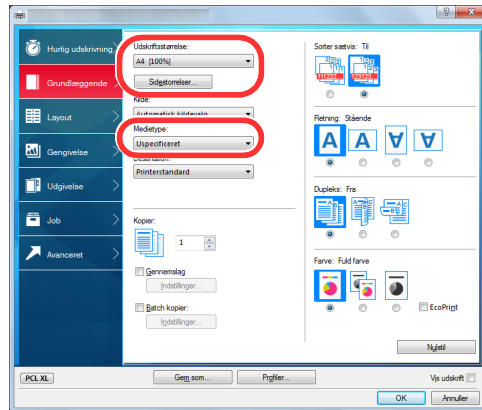 Hurtig udskrivning
Grundlæggende
Layout
Gengivelse
Udgivelse
Job
Avanceret
Udskriftsstørrelse:
A4 [100%]
Sidestørrelser...
Kilde:
Automatisk kildevalg
Medietype:
Uspecificeret
Destination:
Printerstandard
Kopier:
1
Gennemslag
Indstillinger...
Batch kopier:
Indstillinger...
Sorter sætvis: Til
111222
123123
Retning: Stående
A A A A
Dupleks: Fra
Farve: Fuld farve
EcoPrint
Nulstil
PCL XL
Gem som...
Profiler...
Vis udskrift
OK
Annuller